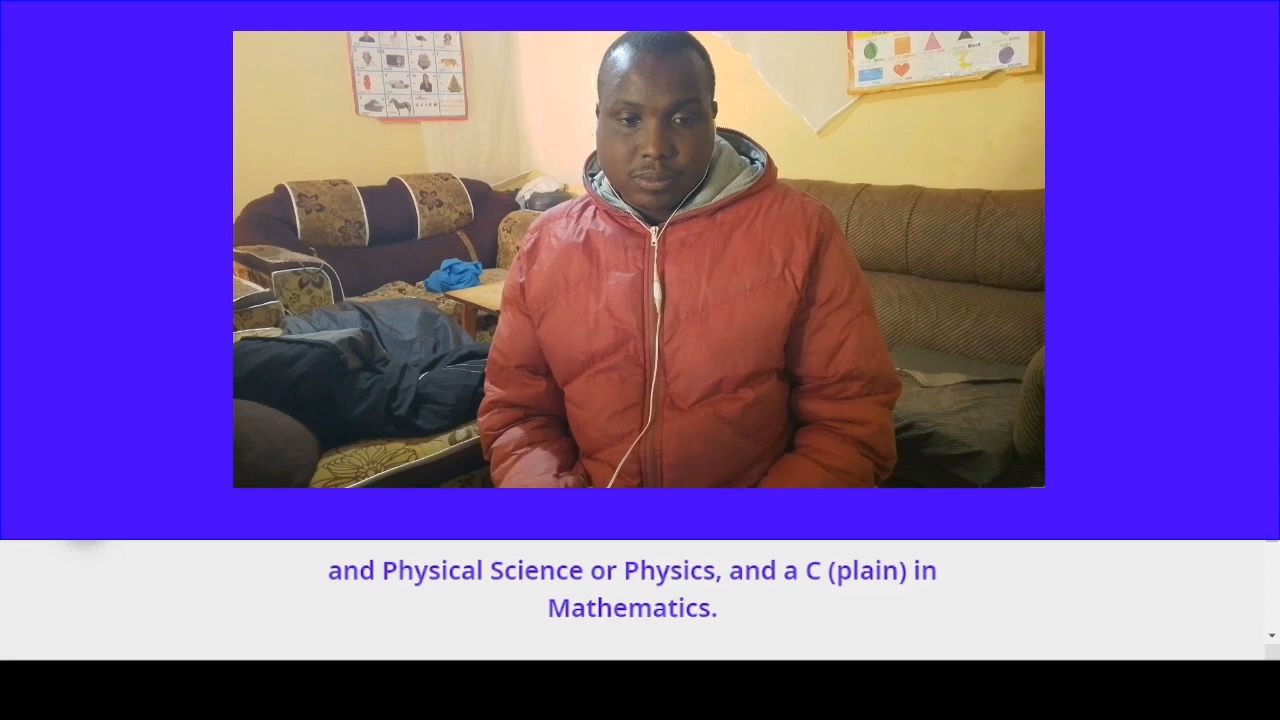 and Physical Science or Physics, and a C (plain) in
Mathematics.